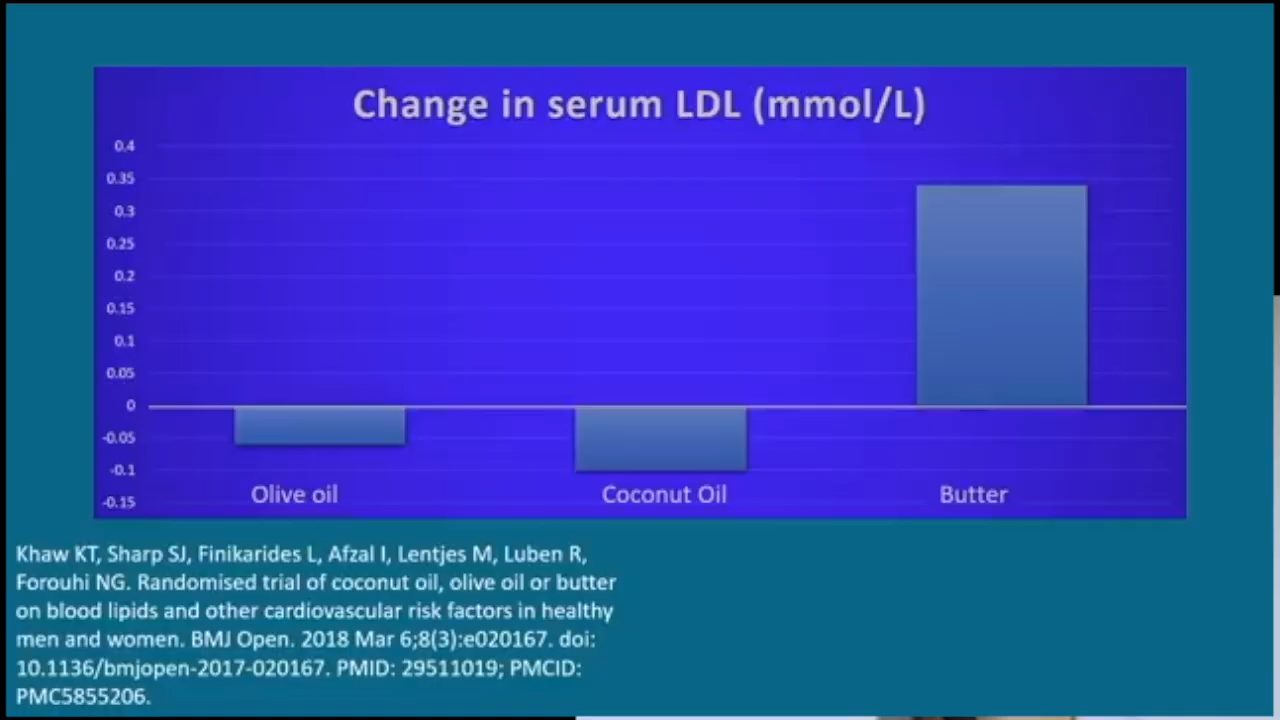 Change in serum LDL (mmol/L)
0.4
0.35
0.3
0.25
0.2
0.15
0.1
0.05
0
-0.05
-0.1
-0.15
Olive oil
Coconut Oil
Butter
Khaw KT, Sharp SJ, Finikarides L, Afzal I, Lentjes M, Luben R,
Forouhi NG. Randomised trial of coconut oil, olive oil or butter
on blood lipids and other cardiovascular risk factors in healthy
men and women. BMJ Open. 2018 Mar 6;8(3):e020167. doi:
10.1136/bmjopen-2017-020167. PMID: 29511019; PMCID:
PMC5855206.